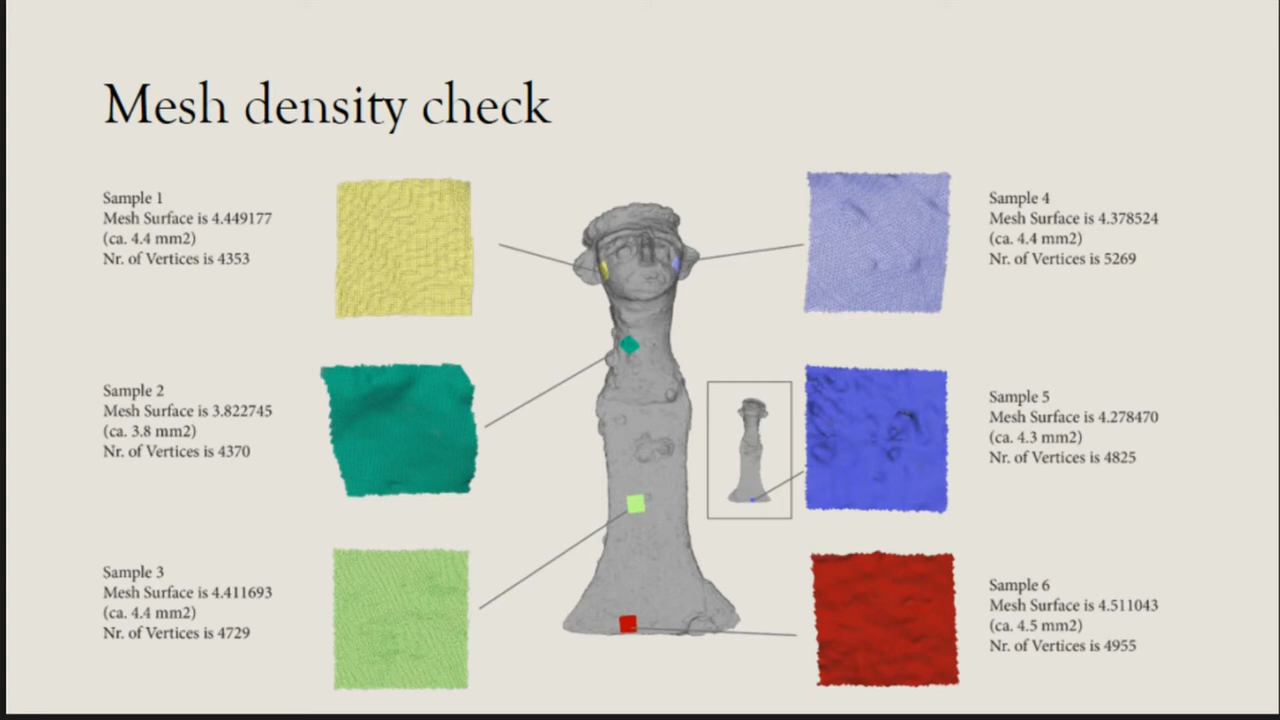 Mesh density check
Sample 1
Mesh Surface is 4.449177
(ca. 4.4 mm2)
Nr. of Vertices is 4353
Sample 2
Mesh Surface is 3.822745
(ca. 3.8 mm2)
Nr. of Vertices is 4370
Sample 3
Mesh Surface is 4.411693
(ca. 4.4 mm2)
Nr. of Vertices is 4729
Sample 4
Mesh Surface is 4.378524
(ca. 4.4 mm2)
Nr. of Vertices is 5269
Sample 5
Mesh Surface is 4.278470
(ca. 4.3 mm2)
Nr. of Vertices is 4825
Sample 6
Mesh Surface is 4.511043
(ca. 4.5 mm2)
Nr. of Vertices is 4955